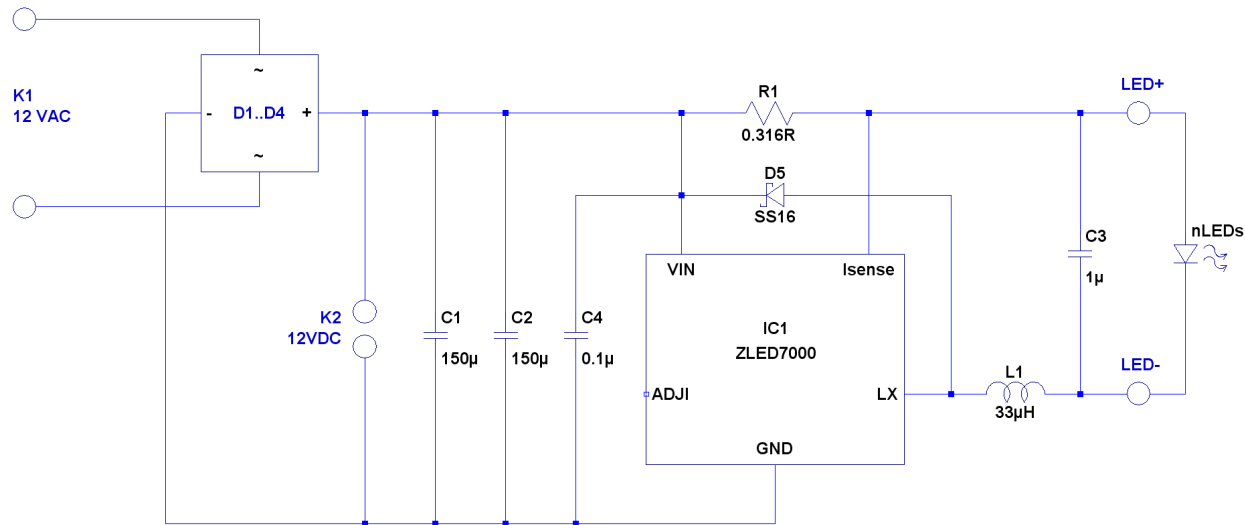 K1
12 VAC
~
- D1..D4 +
~
R1
0.316R
LED+
D5
SS16
nLEDs
C3
1µ
VIN
Isense
K2
12VDC
C1
150µ
C2
150µ
C4
0.1µ
IC1
ZLED7000
ADJI
LX
L1
33µH
LED-
GND